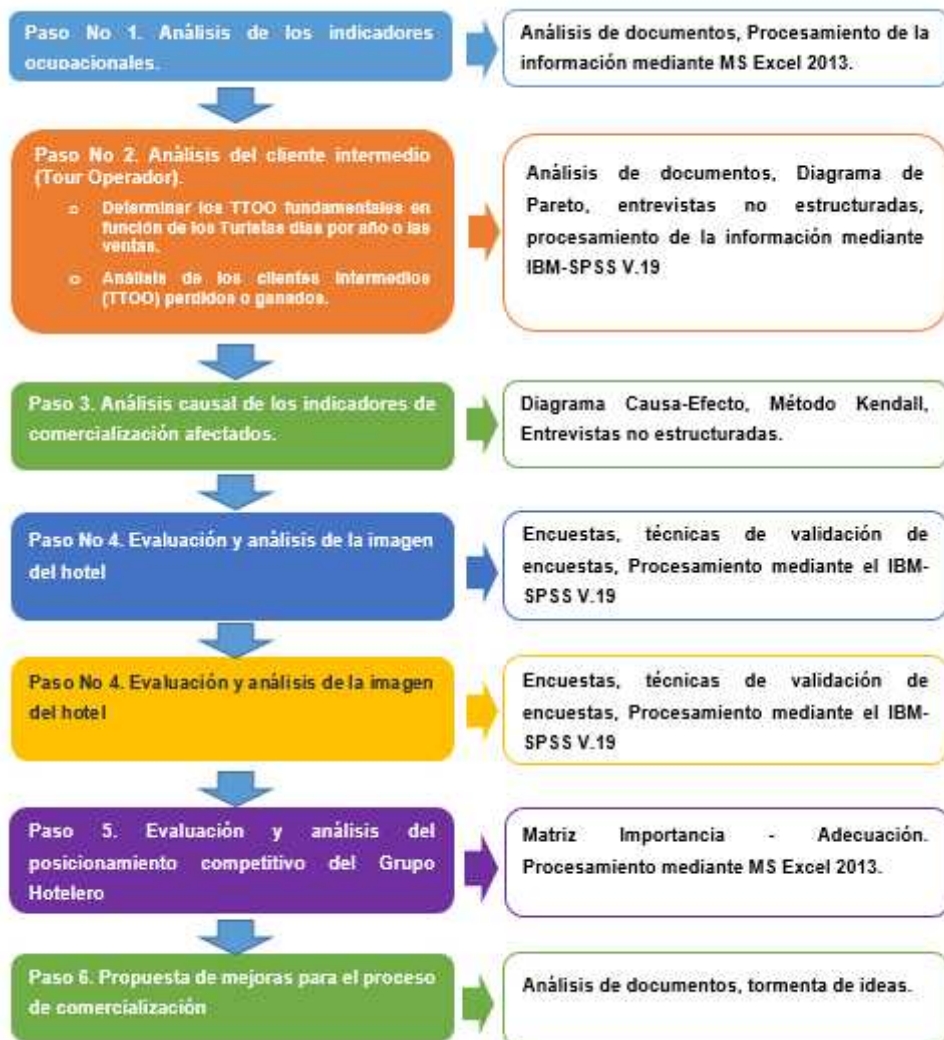 Paso No 1. Análisis de los indicadores
ocupacionales.
Análisis de documentos, Procesamiento de la
información mediante MS Excel 2013.
Paso No 2. Análisis del cliente intermedio
(Tour Operador).
o Determinar los TTOO fundamentales en
función de los Turistas días por año o las
ventas.
o Análisis de los clientes intermedios
(TTOO) perdidos o ganados.
Análisis de documentos, Diagrama de
Pareto, entrevistas no estructuradas,
procesamiento de la información mediante
IBM-SPSS V.19
Paso 3. Análisis causal de los indicadores de
comercialización afectados.
Diagrama Causa-Efecto, Método Kendall,
Entrevistas no estructuradas.
Paso No 4. Evaluación y análisis de la imagen
del hotel
Encuestas, técnicas de validación de
encuestas, Procesamiento mediante el IBM-
SPSS V.19
Paso No 4. Evaluación y análisis de la imagen
del hotel
Encuestas, técnicas de validación de
encuestas, Procesamiento mediante el IBM-
SPSS V.19
Paso 5. Evaluación y análisis del
posicionamiento competitivo del Grupo
Hotelero
Matriz Importancia - Adecuación.
Procesamiento mediante MS Excel 2013.
Paso 6. Propuesta de mejoras para el proceso
de comercialización
Análisis de documentos, tormenta de ideas.